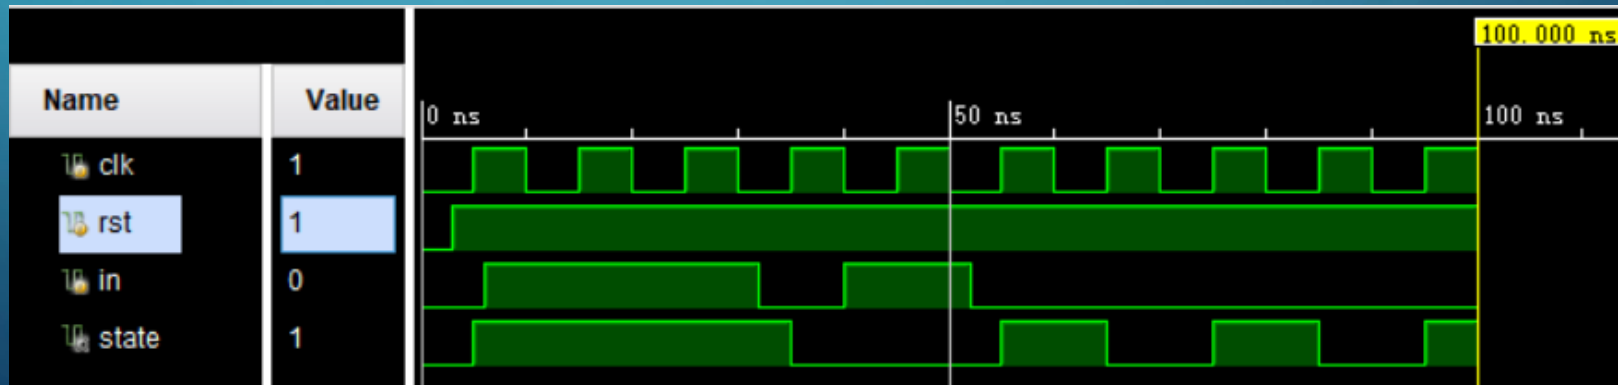 100.000 ns
Name
Value
0 ns
50 ns
100 ns
clk
1
rst
1
in
0
state
1